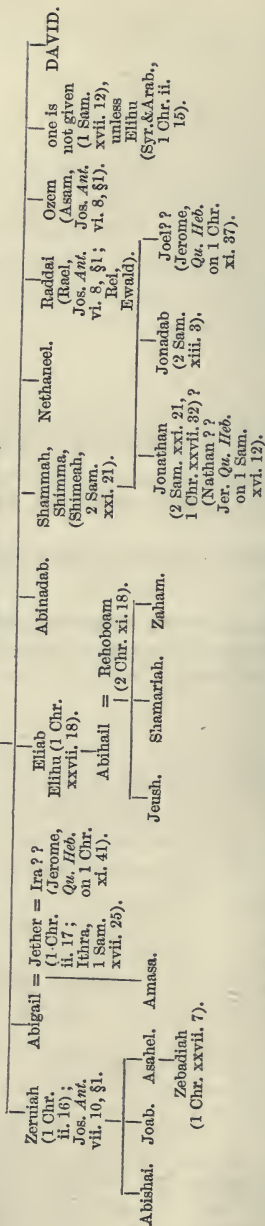 Zeruiah
(1 Chr.
ii. 16);
Jos. Ant.
vii. 10, §1.
Abigail = Jether = Ira??
(1 Chr.
ii. 17;
Ithra,
1 Sam.
xvii. 25).
(Jerome,
Qu. Heb.
on 1 Chr.
xi. 41).
Eliab
Elihu (1 Chr.
xxvii. 18).
Abinadab.
Shammah,
Shimma,
(Shimeah,
2 Sam.
xxi. 21).
Nethaneel.
Raddai
(Rael,
Jos. Ant.
vi. 8, §1;
Rei,
Ewald).
Ozem
(Asam,
Jos. Ant.
vi. 8, §1).
one is
not given
(1 Sam.
xvii. 12),
unless
Elihu
(Syr.&Arab.,
1 Chr. ii.
15).
DAVID.
Abishai.
Joab.
Asahel.
Zebadiah
(1 Chr. xxvii. 7).
Amasa.
Abihail = Rehoboam
(2 Chr. xi. 18).
Jeush.
Shamariah.
Zaham.
Jonathan
(2 Sam. xxi. 21,
1 Chr. xxvii. 32)?
(Nathan??
Jer. Qu. Heb.
on 1 Sam.
xvi. 12).
Jonadab
(2 Sam.
xiii. 3).
Joel??
(Jerome,
Qu. Heb.
on 1 Chr.
xi. 37).